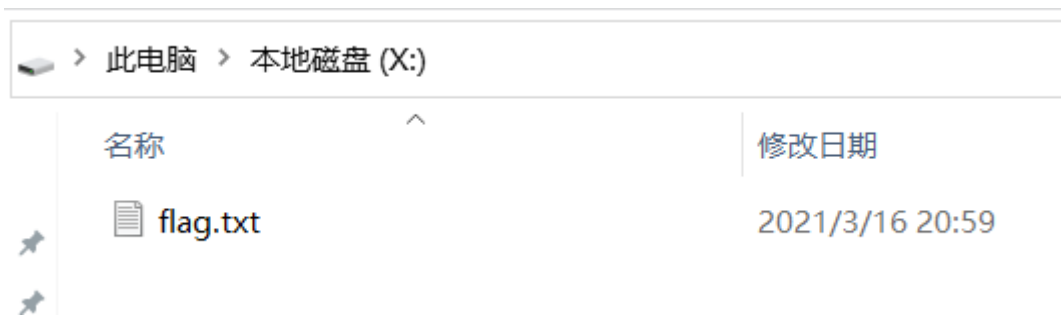 此电脑 > 本地磁盘 (X:)
名称 修改日期
flag.txt 2021/3/16 20:59